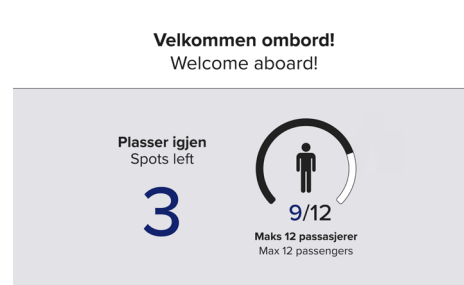 Velkommen ombord!
Welcome aboard!
Plasser igjen
Spots left
3
9/12
Maks 12 passasjerer
Max 12 passengers